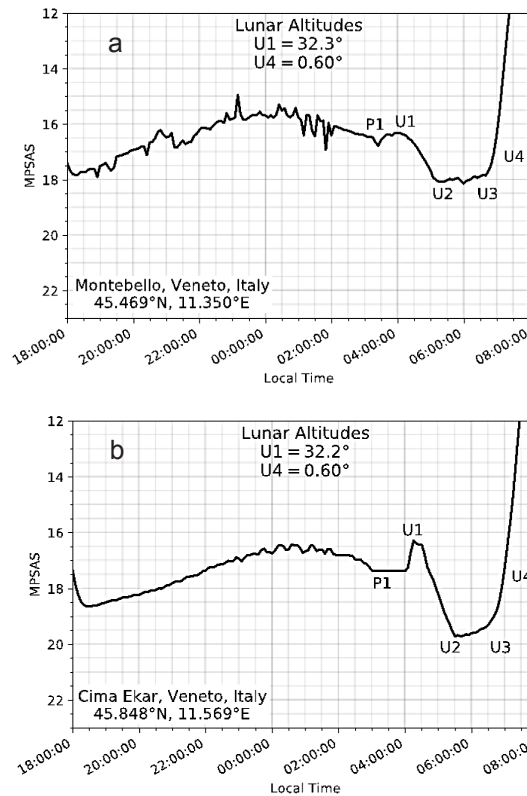 a
Lunar Altitudes
U1 = 32.3°
U4 = 0.60°
12
14
16
18
20
22
MPSAS
P1
U1
U2
U3
U4
Montebello, Veneto, Italy
45.469°N, 11.350°E
18:00:00
20:00:00
22:00:00
00:00:00
02:00:00
04:00:00
06:00:00
08:00:00
Local Time
b
Lunar Altitudes
U1 = 32.2°
U4 = 0.60°
12
14
16
18
20
22
MPSAS
P1
U1
U2
U3
U4
Cima Ekar, Veneto, Italy
45.848°N, 11.569°E
18:00:00
20:00:00
22:00:00
00:00:00
02:00:00
04:00:00
06:00:00
08:00:00
Local Time